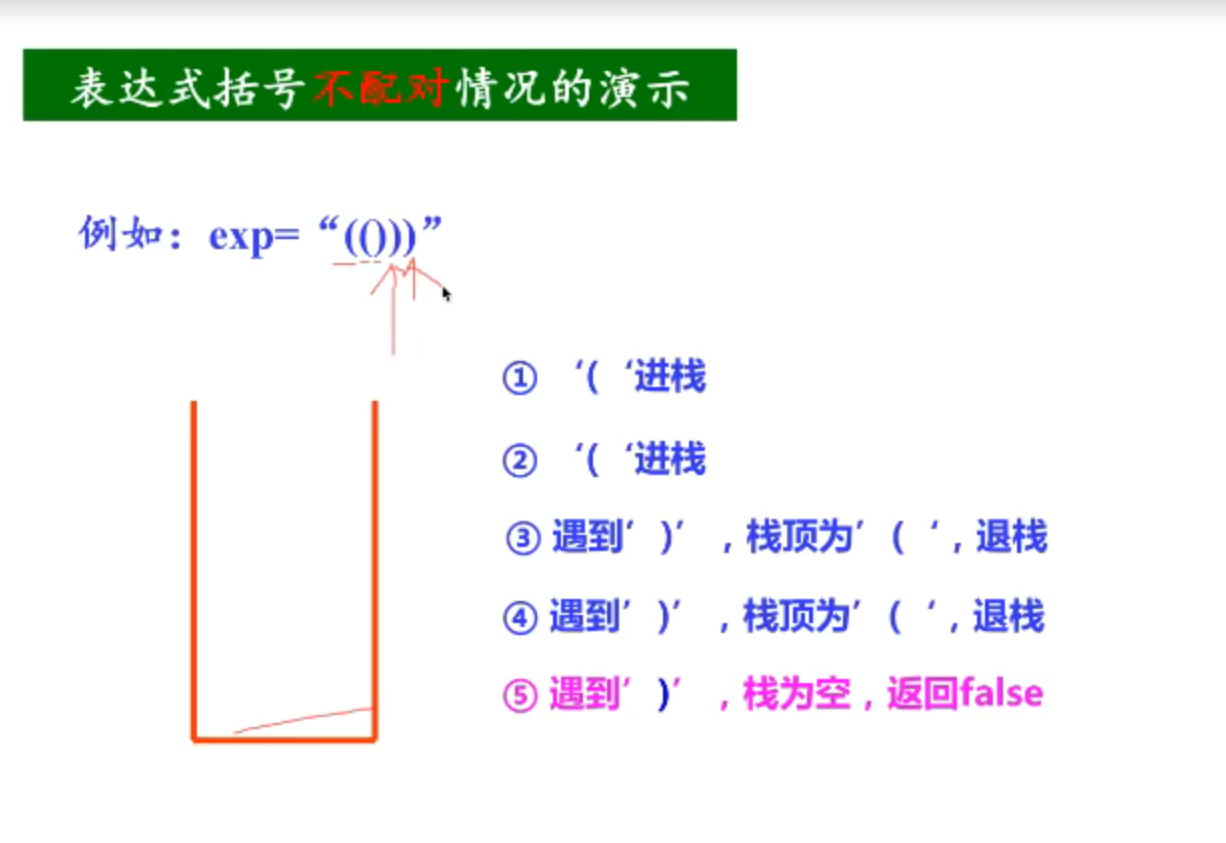 表达式括号不配对情况的演示
例如：exp= “(()))”
① ‘( ‘进栓
② ‘( ‘进栈
③ 遇到’ )’ ，栈顶为’ ( ‘，退栈
④ 遇到’ )’ ，栈顶为’ ( ‘，退栈
⑤ 遇到’ )’ ，栈为空，返回false